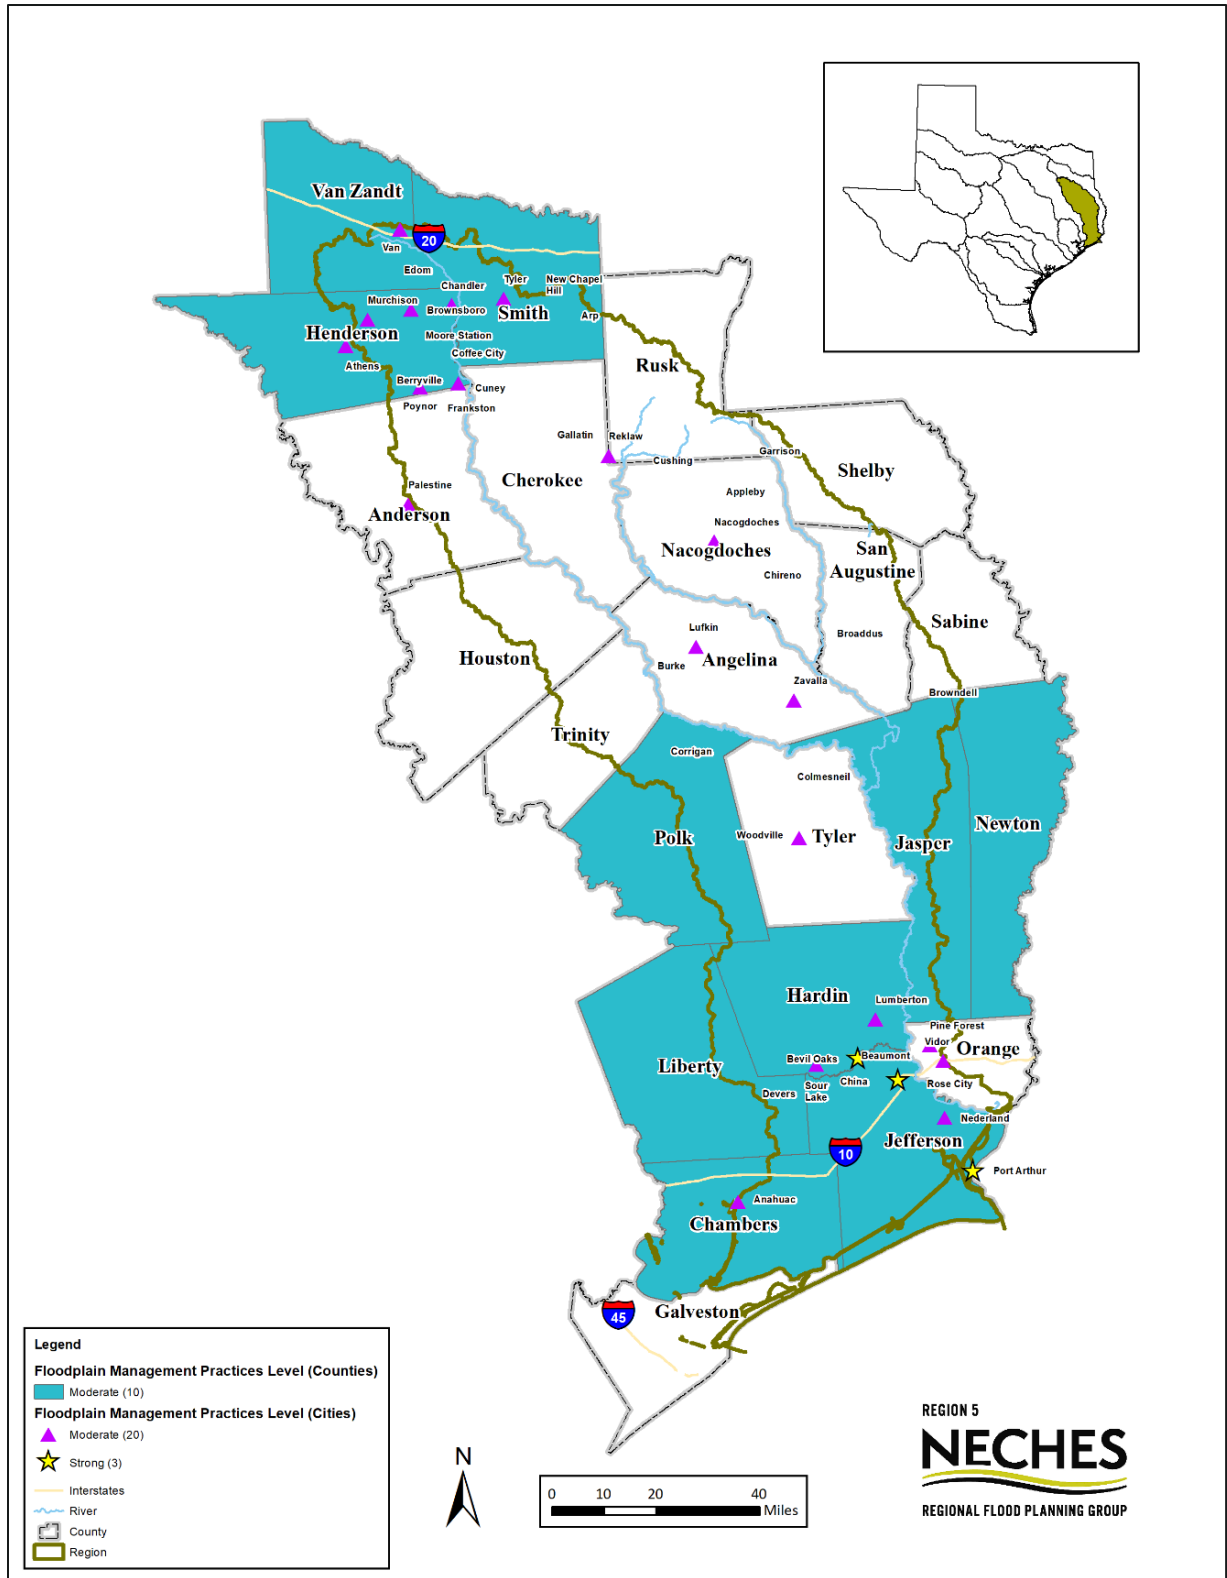 Van Zandt
20
Van
Edom
Tyler
New Chapel
Hill
Chandler
Murchison
Brownsboro
Smith
Arp
Henderson
Moore Station
Coffee City
Athens
Rusk
Berryville
Cuney
Poynor
Frankston
Gallatin
Reklaw
Cushing
Garrison
Shelby
Cherokee
Palestine
Appleby
Anderson
Nacogdoches
Nacogdoches
San
Augustine
Chireno
Sabine
Lufkin
Broaddus
Houston
Burke
Angelina
Zavalla
Browndell
Trinity
Corrigan
Colmesneil
Newton
Polk
Woodville
Tyler
Jasper
Hardin
Lumberton
Pine Forest
Vidor
Orange
Bevil Oaks
Beaumont
Liberty
China
Rose City
Devers
Sour
Lake
Nederland
Jefferson
10
Port Arthur
Anahuac
Chambers
Galveston
45
Legend
Floodplain Management Practices Level (Counties)
Moderate (10)
Floodplain Management Practices Level (Cities)
Moderate (20)
Strong (3)
Interstates
River
County
Region
N
0 10 20 40
Miles
REGION 5
NECHES
REGIONAL FLOOD PLANNING GROUP